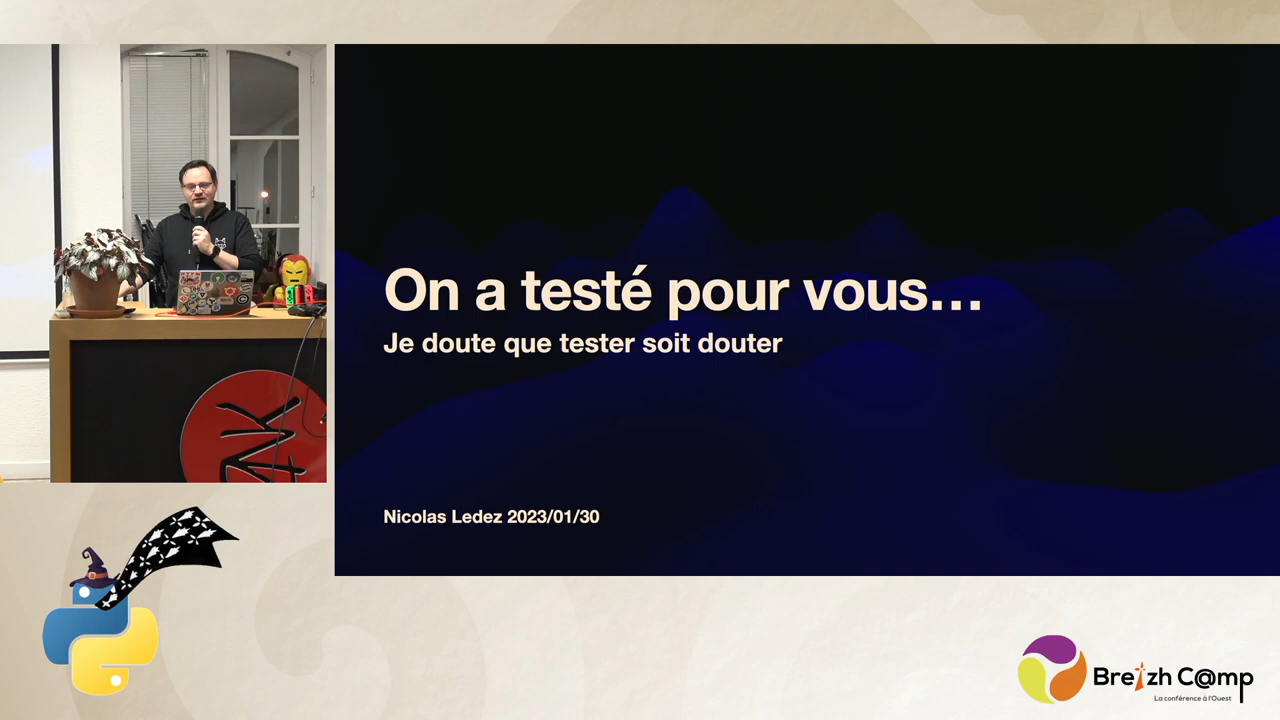 On a testé pour vous…
Je doute que tester soit douter
Nicolas Ledez 2023/01/30
Breizh C@mp
La conférence à l'Ouest